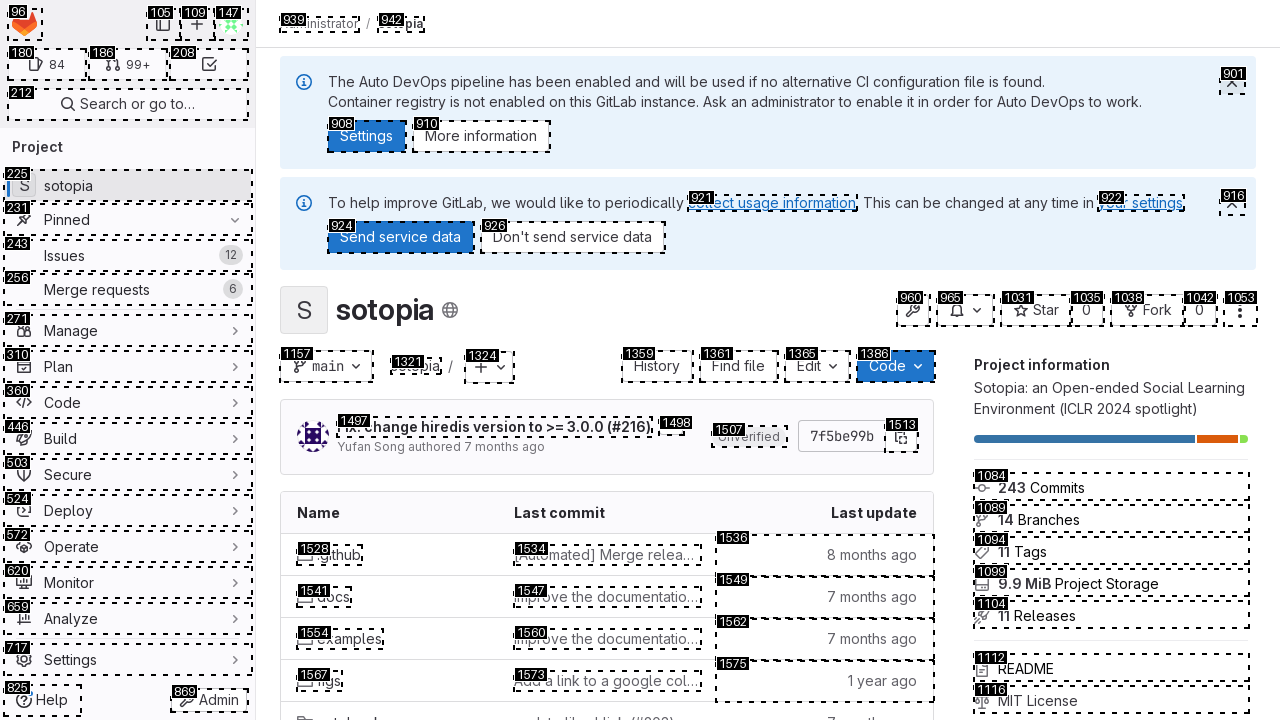 96
105
109
147
180
84
186
99+
208
212
Search or go to…
Project
225
S
sotopia
231
Pinned
243
Issues
12
256
Merge requests
6
271
Manage
310
Plan
360
Code
446
Build
503
Secure
524
Deploy
572
Operate
620
Monitor
659
Analyze
717
Settings
825
Help
869
Admin
939
ministrator
/
942
901
The Auto DevOps pipeline has been enabled and will be used if no alternative CI configuration file is found.
Container registry is not enabled on this GitLab instance. Ask an administrator to enable it in order for Auto DevOps to work.
908
Settings
910
More information
916
To help improve GitLab, we would like to periodically
921
collect usage information
. This can be changed at any time in
922
your settings
.
924
Send service data
926
Don't send service data
S
sotopia
960
965
1031
Star
1035
0
1038
Fork
1042
0
1053
1157
main
1321
sotopia
/
1324
1359
History
1361
Find file
1365
Edit
1386
Code
1497
fix: change hiredis version to >= 3.0.0 (#216)
1498
Yufan Song authored 7 months ago
1507
Unverified
7f5be99b
1513
Name
Last commit
Last update
1528
.github
1534
[Automated] Merge relea…
1536
8 months ago
1541
docs
1547
Improve the documentatio…
1549
7 months ago
1554
examples
1560
Improve the documentatio…
1562
7 months ago
1567
figs
1573
Add a link to a google col…
1575
1 year ago
Project information
Sotopia: an Open-ended Social Learning
Environment (ICLR 2024 spotlight)
1084
243 Commits
1089
14 Branches
1094
11 Tags
1099
9.9 MiB Project Storage
1104
11 Releases
1112
README
1116
MIT License